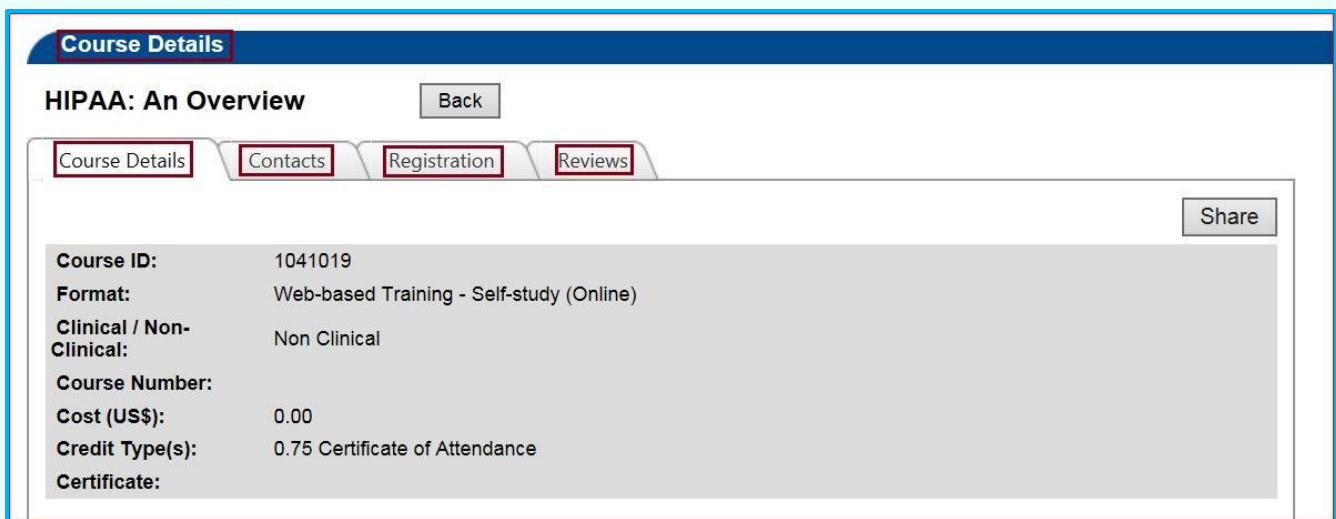 Course Details
HIPAA: An Overview Back
Course Details Contacts Registration Reviews
Share
Course ID: 1041019
Format: Web-based Training - Self-study (Online)
Clinical / Non-
Clinical: Non Clinical
Course Number:
Cost (US$): 0.00
Credit Type(s): 0.75 Certificate of Attendance
Certificate: